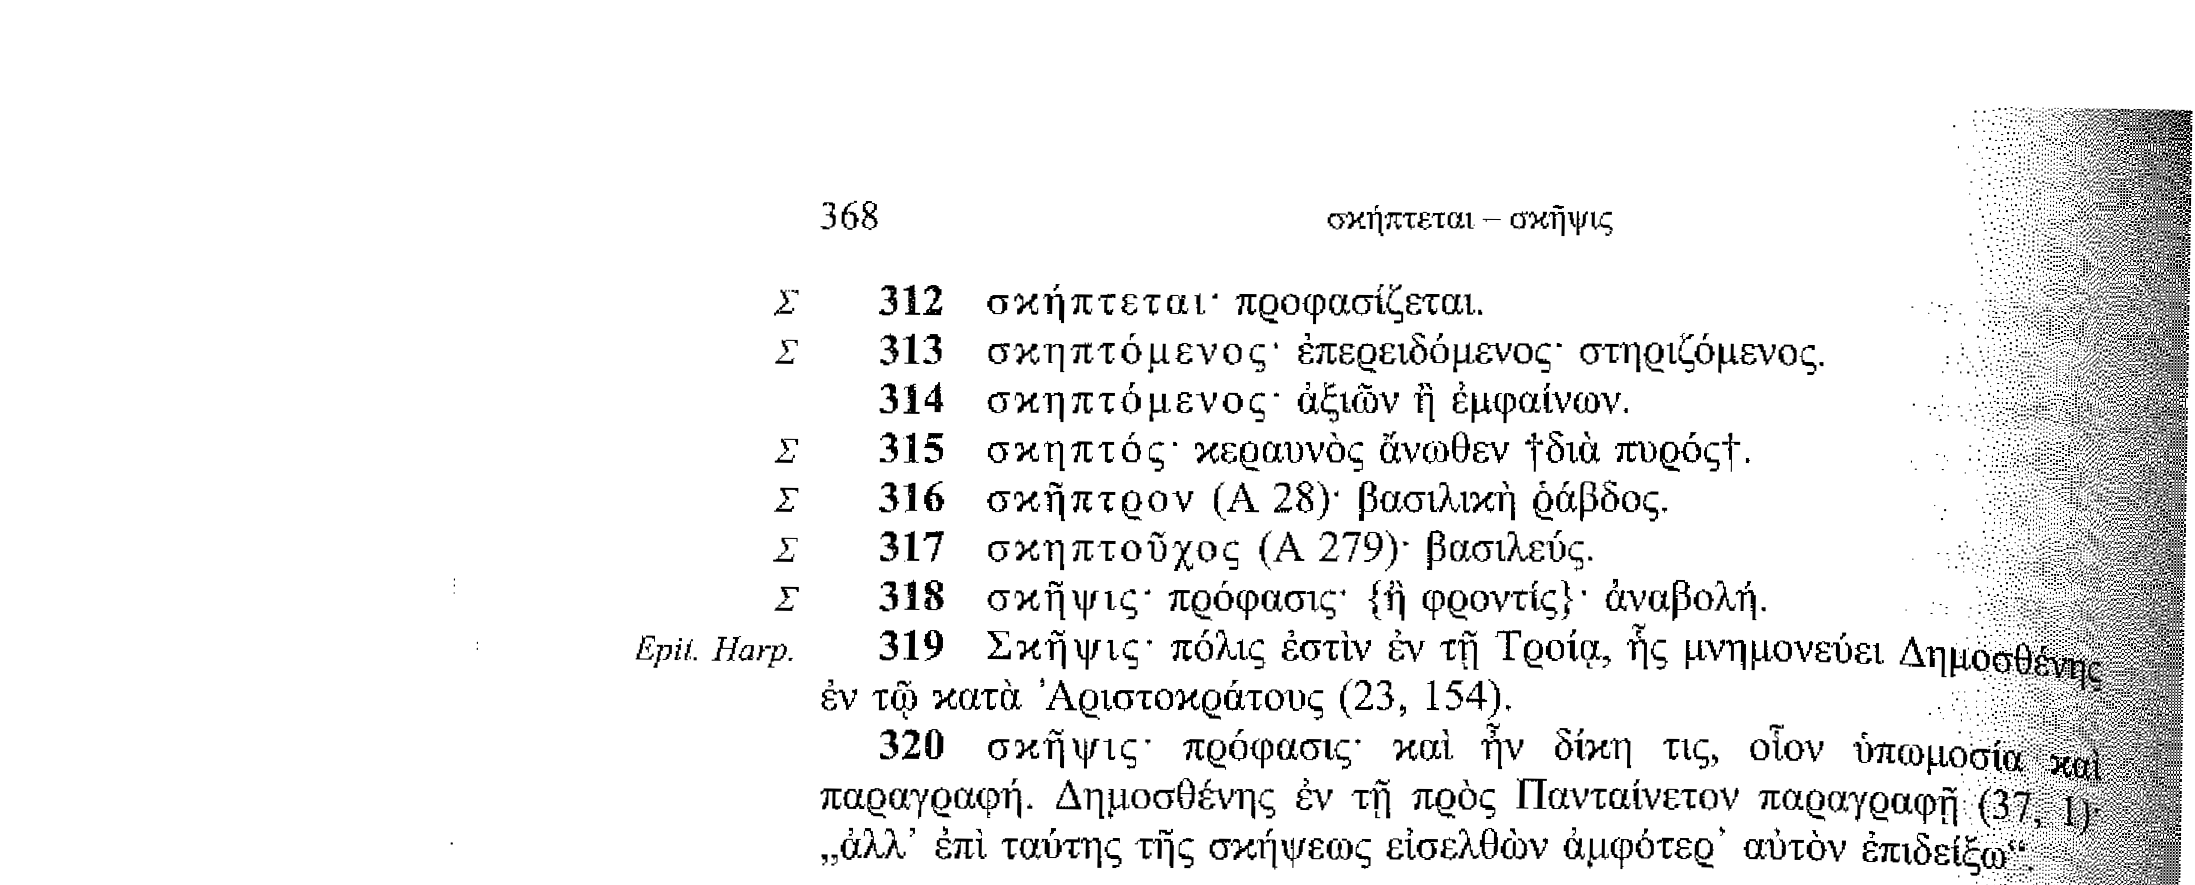 368 σκήπτεται – σκῆψις
Σ 312 σκήπτεται· προφασίζεται.
Σ 313 σκηπτόμενος· ἐπερειδόμενος· στηριζόμενος.
314 σκηπτόμενος· ἀξιῶν ἢ ἐμφαίνων.
Σ 315 σκηπτός· κεραυνὸς ἄνωθεν †διὰ πυρός†.
Σ 316 σκῆπτρον (Α 28)· βασιλικὴ ῥάβδος.
Σ 317 σκηπτοῦχος (Α 279)· βασιλεύς.
Σ 318 σκῆψις· πρόφασις· {ἢ φροντίς}· ἀναβολή.
Epit. Harp. 319 Σκῆψις· πόλις ἐστὶν ἐν τῇ Τροίᾳ, ἧς μνημονεύει Δημοσθένης
ἐν τῷ κατὰ Ἀριστοκράτους (23, 154).
320 σκῆψις· πρόφασις· καὶ ἦν δίκη τις, οἷον ὑπωμοσία καὶ
παραγραφή. Δημοσθένης ἐν τῇ πρὸς Πανταίνετον παραγραφῇ (37, 1)·
„ἀλλ’ ἐπὶ ταύτης τῆς σκήψεως εἰσελθὼν ἀμφότερ’ αὐτὸν ἐπιδείξω“.